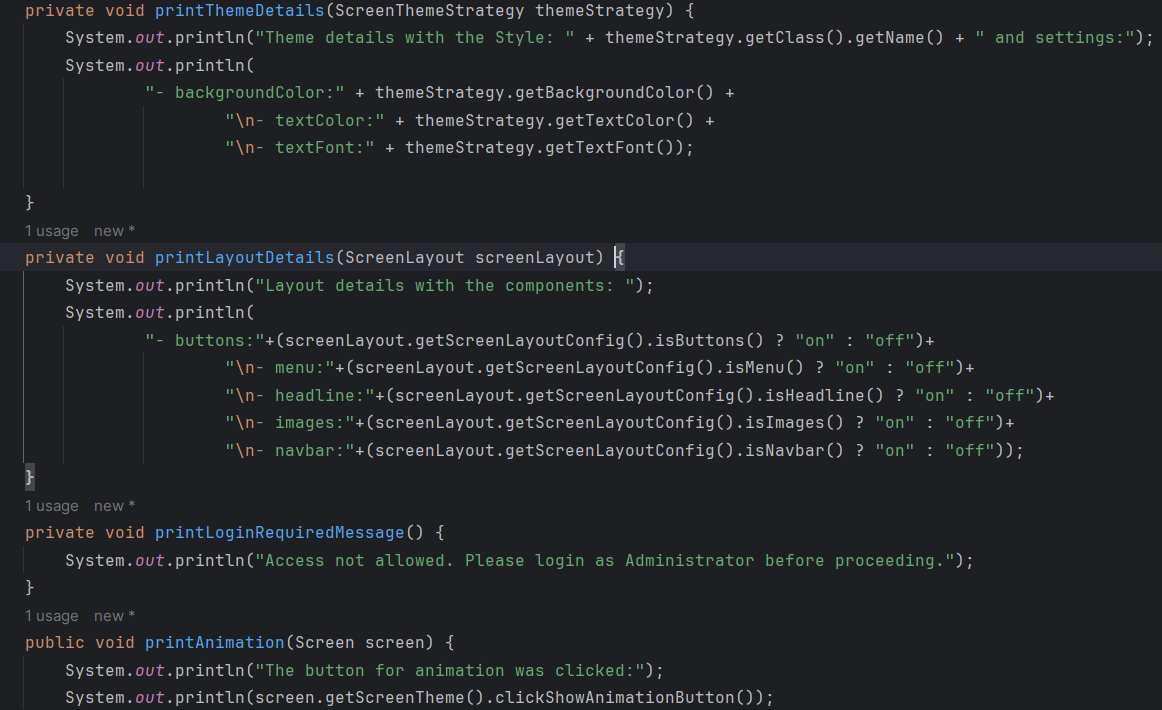 private void printThemeDetails(ScreenThemeStrategy themeStrategy) {
System.out.println("Theme details with the Style: " + themeStrategy.getClass().getName() + " and settings:");
System.out.println(
"- backgroundColor:" + themeStrategy.getBackgroundColor() +
"\n- textColor:" + themeStrategy.getTextColor() +
"\n- textFont:" + themeStrategy.getTextFont());
}
1 usage new *
private void printLayoutDetails(ScreenLayout screenLayout) {
System.out.println("Layout details with the components: ");
System.out.println(
"- buttons:"+(screenLayout.getScreenLayoutConfig().isButtons() ? "on" : "off")+
"\n- menu:"+(screenLayout.getScreenLayoutConfig().isMenu() ? "on" : "off")+
"\n- headline:"+(screenLayout.getScreenLayoutConfig().isHeadline() ? "on" : "off")+
"\n- images:"+(screenLayout.getScreenLayoutConfig().isImages() ? "on" : "off")+
"\n- navbar:"+(screenLayout.getScreenLayoutConfig().isNavbar() ? "on" : "off"));
}
1 usage new *
private void printLoginRequiredMessage() {
System.out.println("Access not allowed. Please login as Administrator before proceeding.");
}
1 usage new *
public void printAnimation(Screen screen) {
System.out.println("The button for animation was clicked:");
System.out.println(screen.getScreenTheme().clickShowAnimationButton());